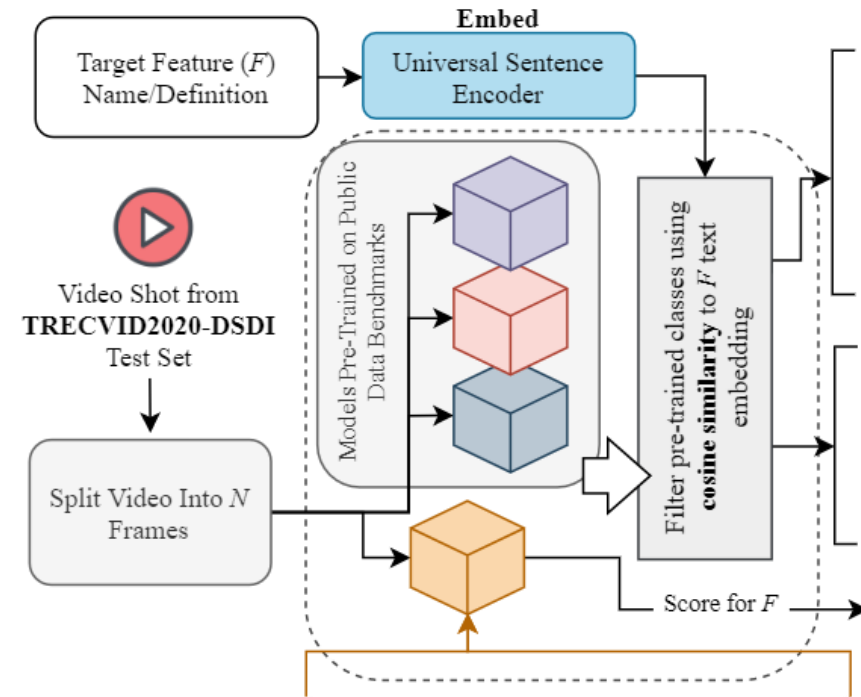 Embed
Target Feature (F)
Name/Definition
Universal Sentence
Encoder
Models Pre-Trained on Public
Data Benchmarks
Filter pre-trained classes using
cosine similarity to F text
embedding
Video Shot from
TRECVID2020-DSDI
Test Set
Split Video Into N
Frames
Score for F